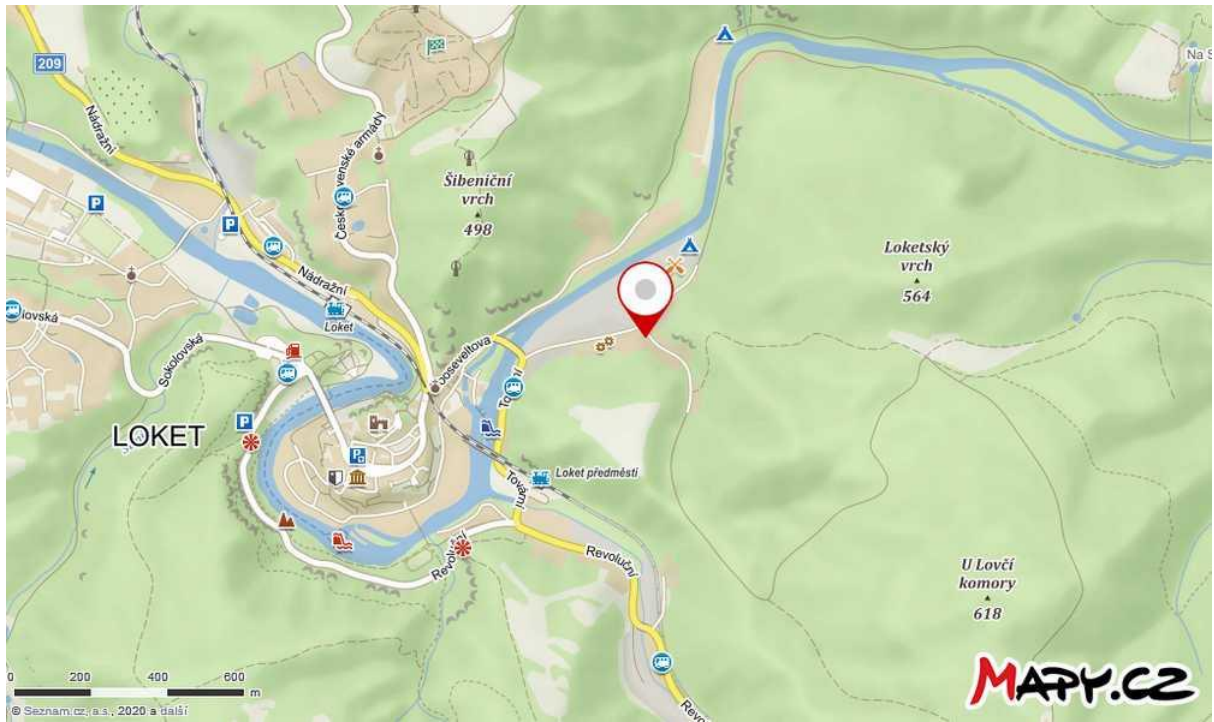 209
Na S
Nádražní
Šibeniční
vrch
498
P
P
Loketský
vrch
564
Nádražní
Loket
lovská
Sokolovská
P
LOKET
P
Loket předměstí
Tovární
Revoluční
Revoluční
U Lovčí
komory
618
0 200 400 600
m
MAPY.CZ
© Seznam.cz, a.s., 2020 a další